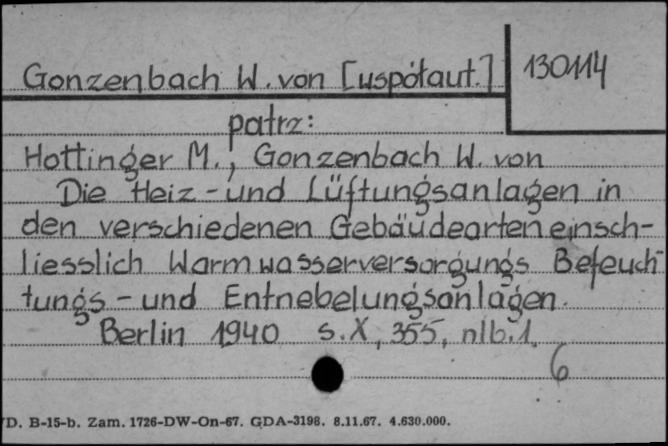 Gonzenbach W. von [uspółaut.]
130114
patrz:
Hottinger M., Gonzenbach W. von
Die Heiz-und Lüftungsanlagen in
den verschiedenen Gebäudearten einsch-
liesslich Warmwasserversorgungs Befeuch-
tungs-und Entnebelungsanlagen.
Berlin 1940 s.X, 355, nlb.1.
6
D. B-15-b. Zam. 1726-DW-On-67. GDA-3198. 8.11.67. 4.630.000.